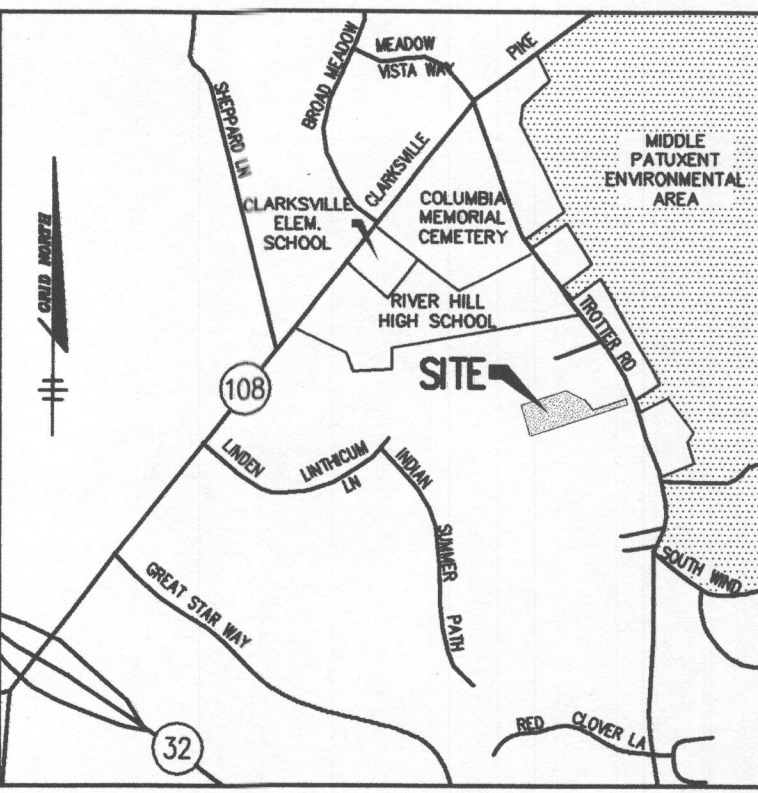 PIKE
MEADOW
VISTA WAY
BROAD MEADOW
SHEPPARD LN
CLARKSVILLE
MIDDLE
PATUXENT
ENVIRONMENTAL
AREA
CLARKSVILLE
ELEM.
SCHOOL
COLUMBIA
MEMORIAL
CEMETERY
GRID NORTH
RIVER HILL
HIGH SCHOOL
TROTTER RD
SITE
108
LINDEN
LINTHICUM
LN
INDIAN
SUMMER
PATH
GREAT STAR WAY
SOUTH WIND
RED
CLOVER LA
32